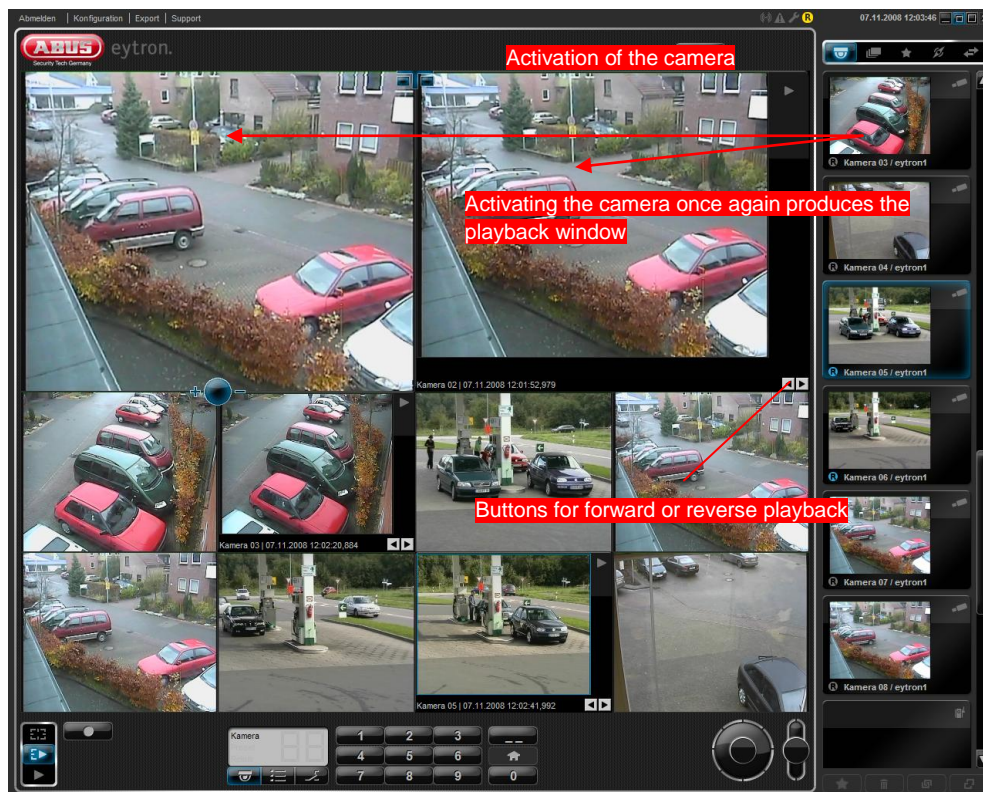 Abmelden | Konfiguration | Export | Support
R
07.11.2008 12:03:46
ABUS
Security Tech Germany
eytron.
Activation of the camera
R Kamera 03 / eytron1
Activating the camera once again produces the
playback window
R Kamera 04 / eytron1
R Kamera 05 / eytron1
Kamera 02 | 07.11.2008 12:01:52,979
+ −
R Kamera 06 / eytron1
Buttons for forward or reverse playback
Kamera 03 | 07.11.2008 12:02:20,884
R Kamera 07 / eytron1
R Kamera 08 / eytron1
Kamera 05 | 07.11.2008 12:02:41,992
Kamera
1 2 3 _ _
4 5 6
7 8 9 0